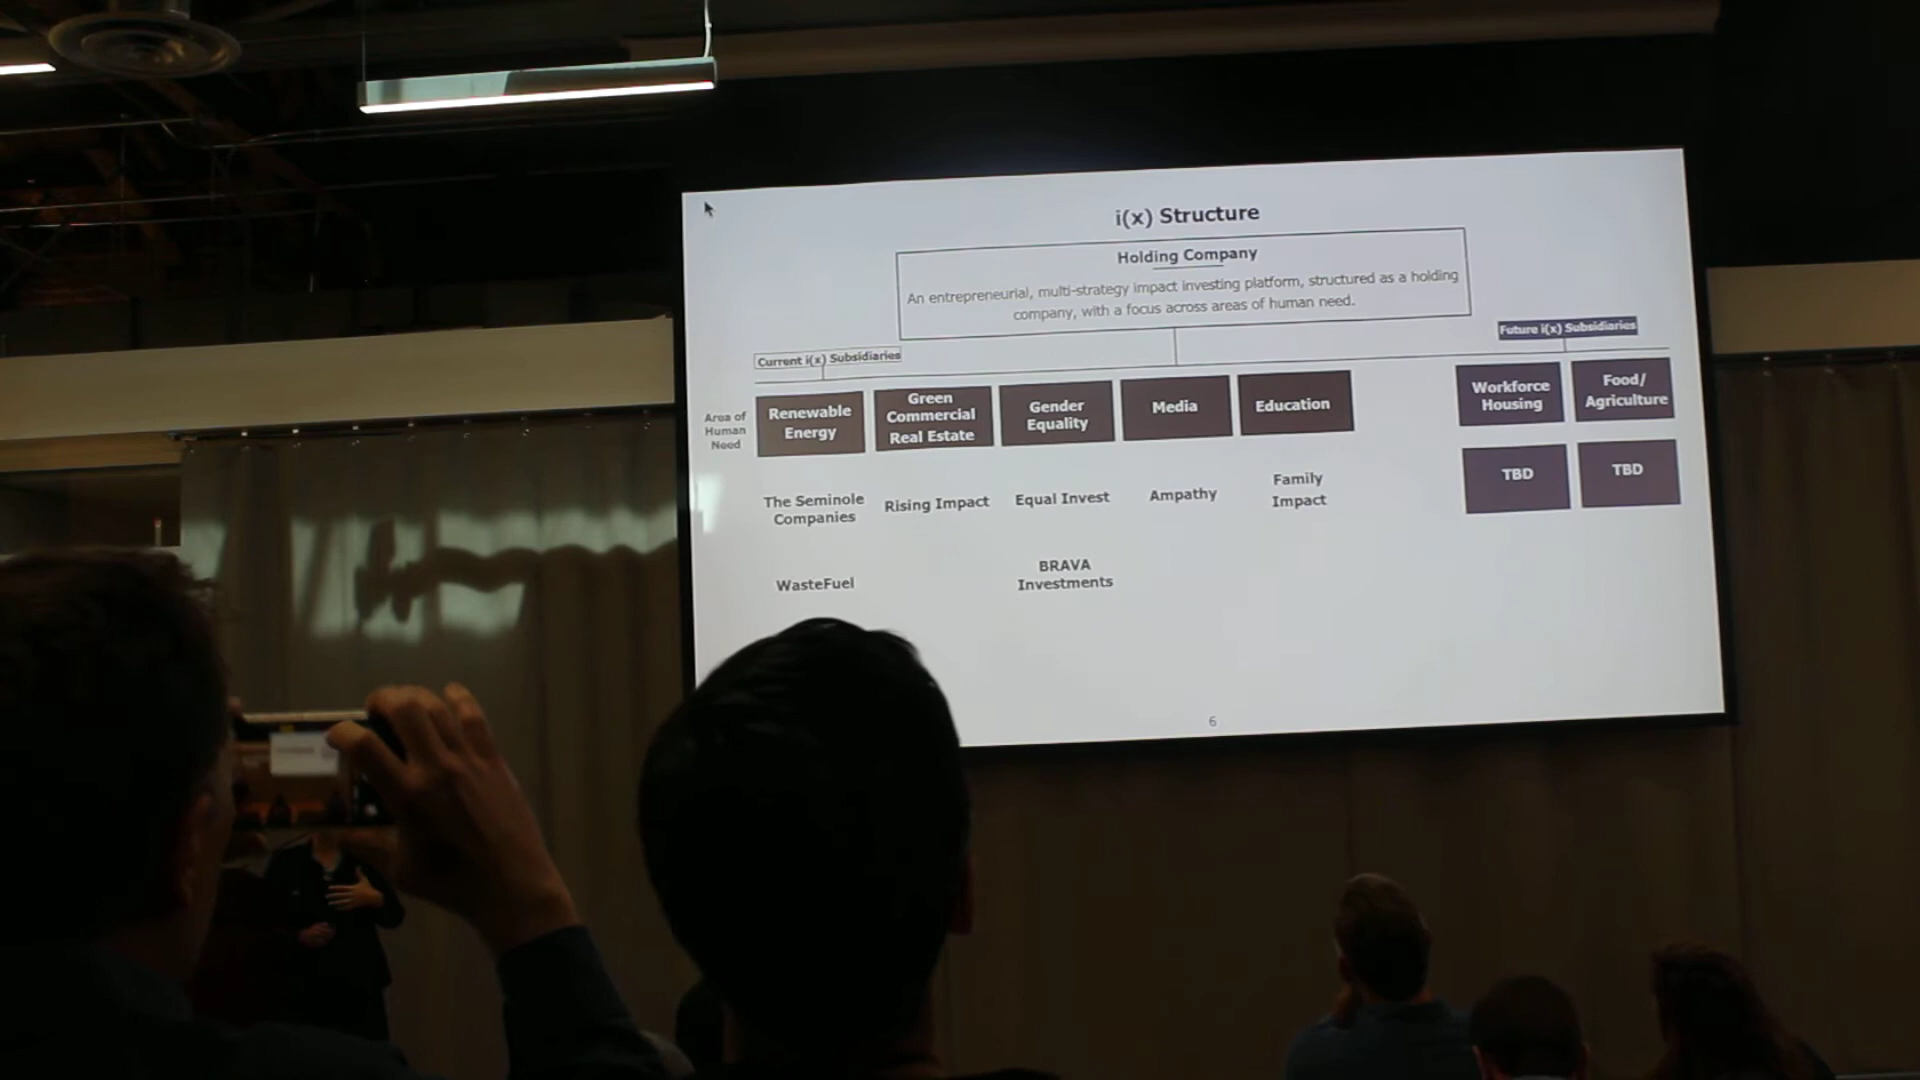 i(x) Structure
Holding Company
An entrepreneurial, multi-strategy impact investing platform, structured as a holding
company, with a focus across areas of human need.
Current i(x) Subsidiaries
Future i(x) Subsidiaries
Area of
Human
Need
Renewable
Energy
Green
Commercial
Real Estate
Gender
Equality
Media
Education
Workforce
Housing
Food/
Agriculture
The Seminole
Companies
Rising Impact
Equal Invest
Ampathy
Family
Impact
TBD
TBD
WasteFuel
BRAVA
Investments
6